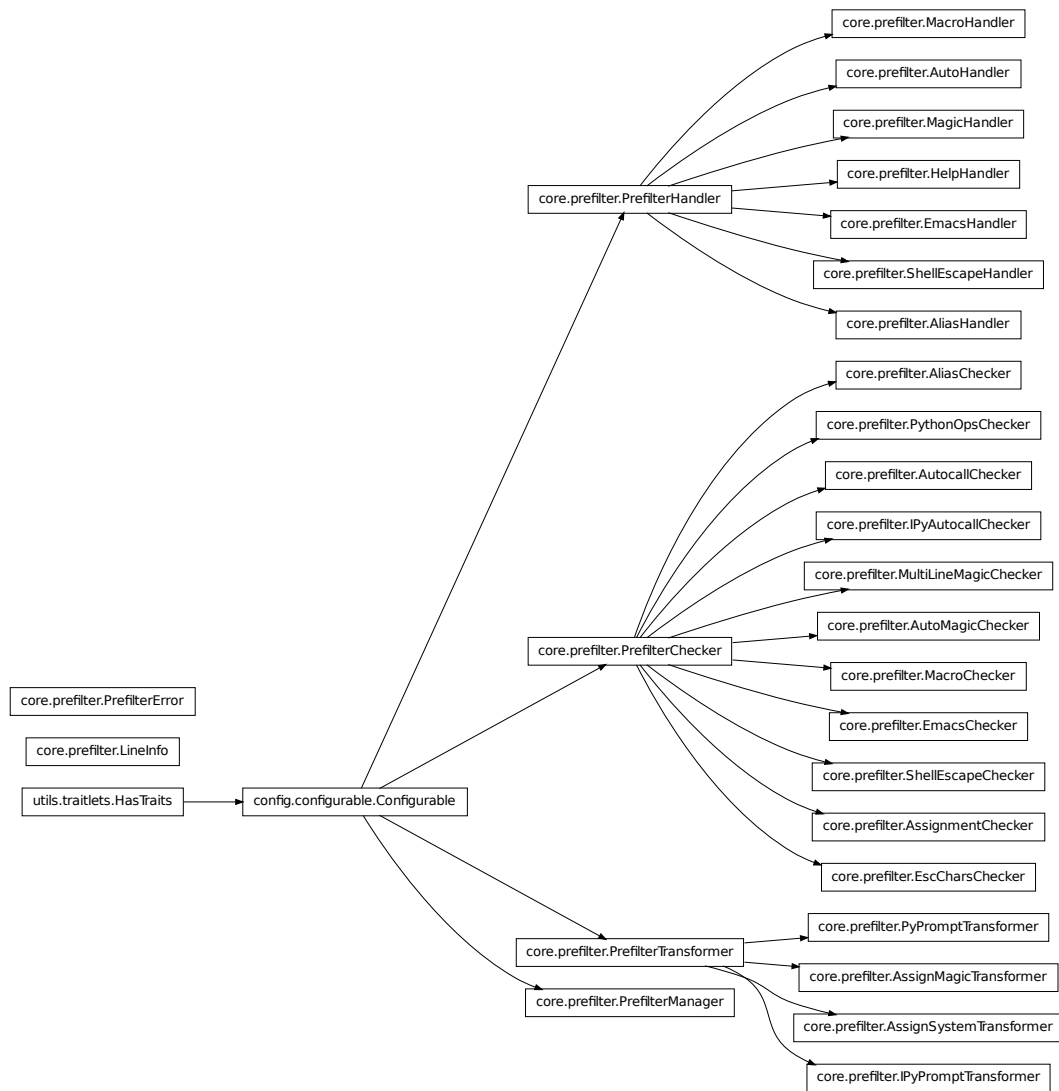 core.prefilter.MacroHandler
core.prefilter.AutoHandler
core.prefilter.MagicHandler
core.prefilter.HelpHandler
core.prefilter.PrefilterHandler
core.prefilter.EmacsHandler
core.prefilter.ShellEscapeHandler
core.prefilter.AliasHandler
core.prefilter.AliasChecker
core.prefilter.PythonOpsChecker
core.prefilter.AutocallChecker
core.prefilter.IPyAutocallChecker
core.prefilter.MultiLineMagicChecker
core.prefilter.AutoMagicChecker
core.prefilter.PrefilterChecker
core.prefilter.MacroChecker
core.prefilter.PrefilterError
core.prefilter.EmacsChecker
core.prefilter.LineInfo
core.prefilter.ShellEscapeChecker
utils.traitlets.HasTraits
config.configurable.Configurable
core.prefilter.AssignmentChecker
core.prefilter.EscCharsChecker
core.prefilter.PyPromptTransformer
core.prefilter.PrefilterTransformer
core.prefilter.AssignMagicTransformer
core.prefilter.PrefilterManager
core.prefilter.AssignSystemTransformer
core.prefilter.IPyPromptTransformer